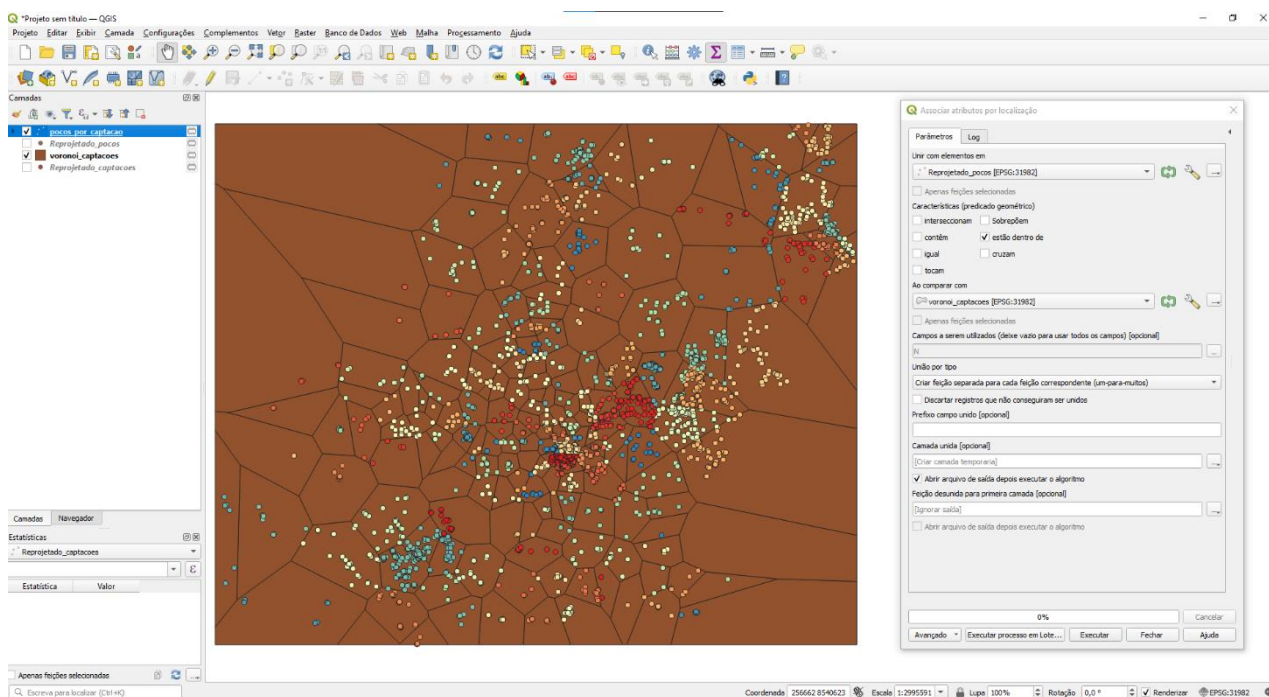 *Projeto sem título — QGIS
Projeto Editar Exibir Camada Configurações Complementos Vetor Raster Banco de Dados Web Malha Processamento Ajuda
Camadas
pocos_por_captacao
Reprojetado_pocos
voronoi_captacoes
Reprojetado_captacoes
Camadas Navegador
Estatísticas
Reprojetado_captacoes
Estatística Valor
Apenas feições selecionadas
Escreva para localizar (Ctrl+K)
Associar atributos por localização
Parâmetros Log
Unir com elementos em
Reprojetado_pocos [EPSG:31982]
Apenas feições selecionadas
Características (predicado geométrico)
interseccionam Sobrepõem
contêm estão dentro de
igual cruzam
tocam
Ao comparar com
voronoi_captacoes [EPSG:31982]
Apenas feições selecionadas
Campos a serem utilizados (deixe vazio para usar todos os campos) [opcional]
N
União por tipo
Criar feição separada para cada feição correspondente (um-para-muitos)
Discartar registros que não conseguiram ser unidos
Prefixo campo unido [opcional]
Camada unida [opcional]
[Criar camada temporaria]
Abrir arquivo de saída depois executar o algoritmo
Feição desunida para primeira camada [opcional]
[Ignorar saída]
Abrir arquivo de saída depois executar o algoritmo
0% Cancelar
Avançado Executar processo em Lote... Executar Fechar Ajuda
Coordenada 256662 8540623 Escala 1:2995591 Lupa 100% Rotação 0,0 ° Renderizar EPSG:31982